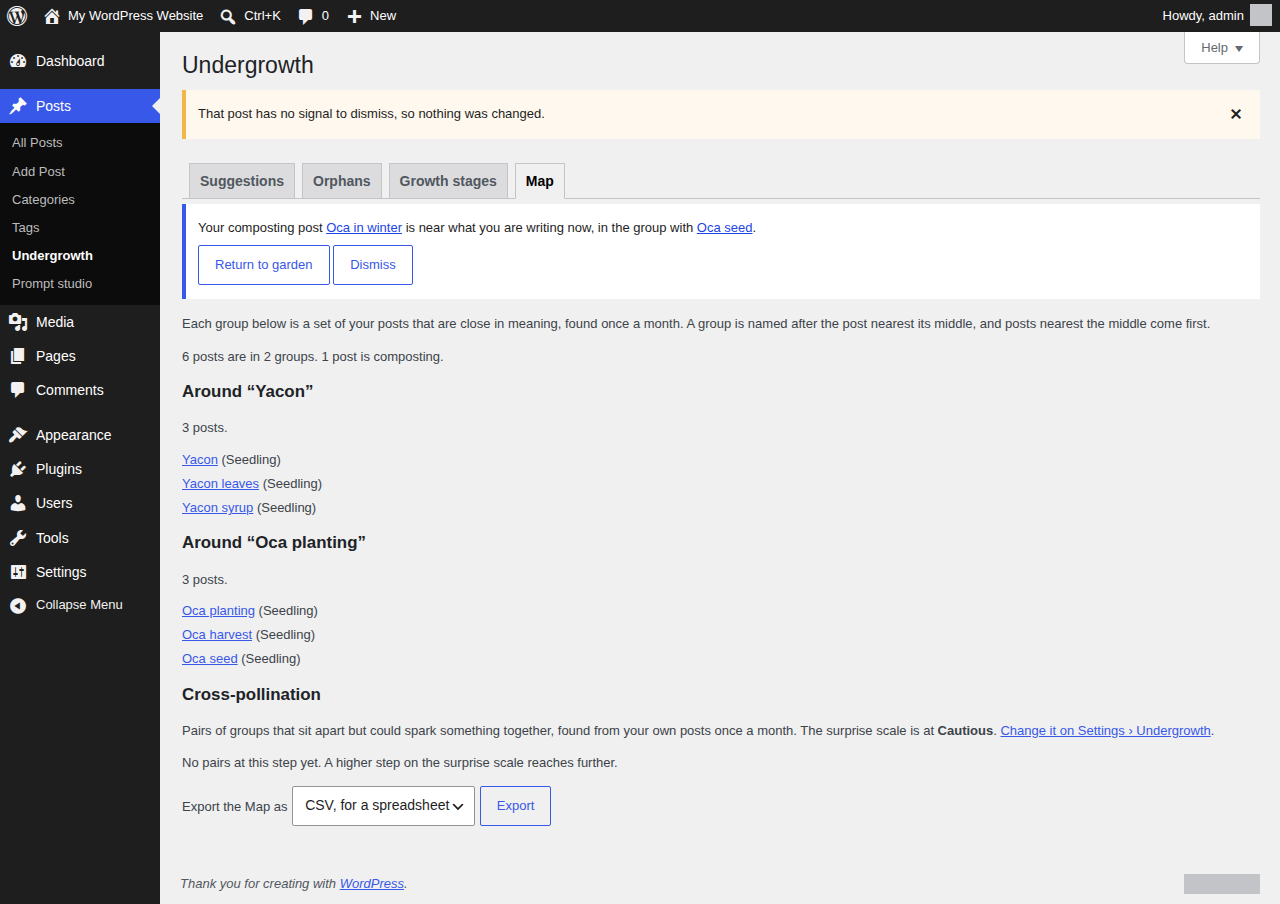 My WordPress Website Ctrl+K 0 New Howdy, admin
Help
Dashboard
Posts
All Posts
Add Post
Categories
Tags
Undergrowth
Prompt studio
Media
Pages
Comments
Appearance
Plugins
Users
Tools
Settings
Collapse Menu
Undergrowth
That post has no signal to dismiss, so nothing was changed.
Suggestions Orphans Growth stages Map
Your composting post Oca in winter is near what you are writing now, in the group with Oca seed.
Return to garden Dismiss
Each group below is a set of your posts that are close in meaning, found once a month. A group is named after the post nearest its middle, and posts nearest the middle come first.
6 posts are in 2 groups. 1 post is composting.
Around “Yacon”
3 posts.
Yacon (Seedling)
Yacon leaves (Seedling)
Yacon syrup (Seedling)
Around “Oca planting”
3 posts.
Oca planting (Seedling)
Oca harvest (Seedling)
Oca seed (Seedling)
Cross-pollination
Pairs of groups that sit apart but could spark something together, found from your own posts once a month. The surprise scale is at Cautious. Change it on Settings › Undergrowth.
No pairs at this step yet. A higher step on the surprise scale reaches further.
Export the Map as CSV, for a spreadsheet Export
Thank you for creating with WordPress.